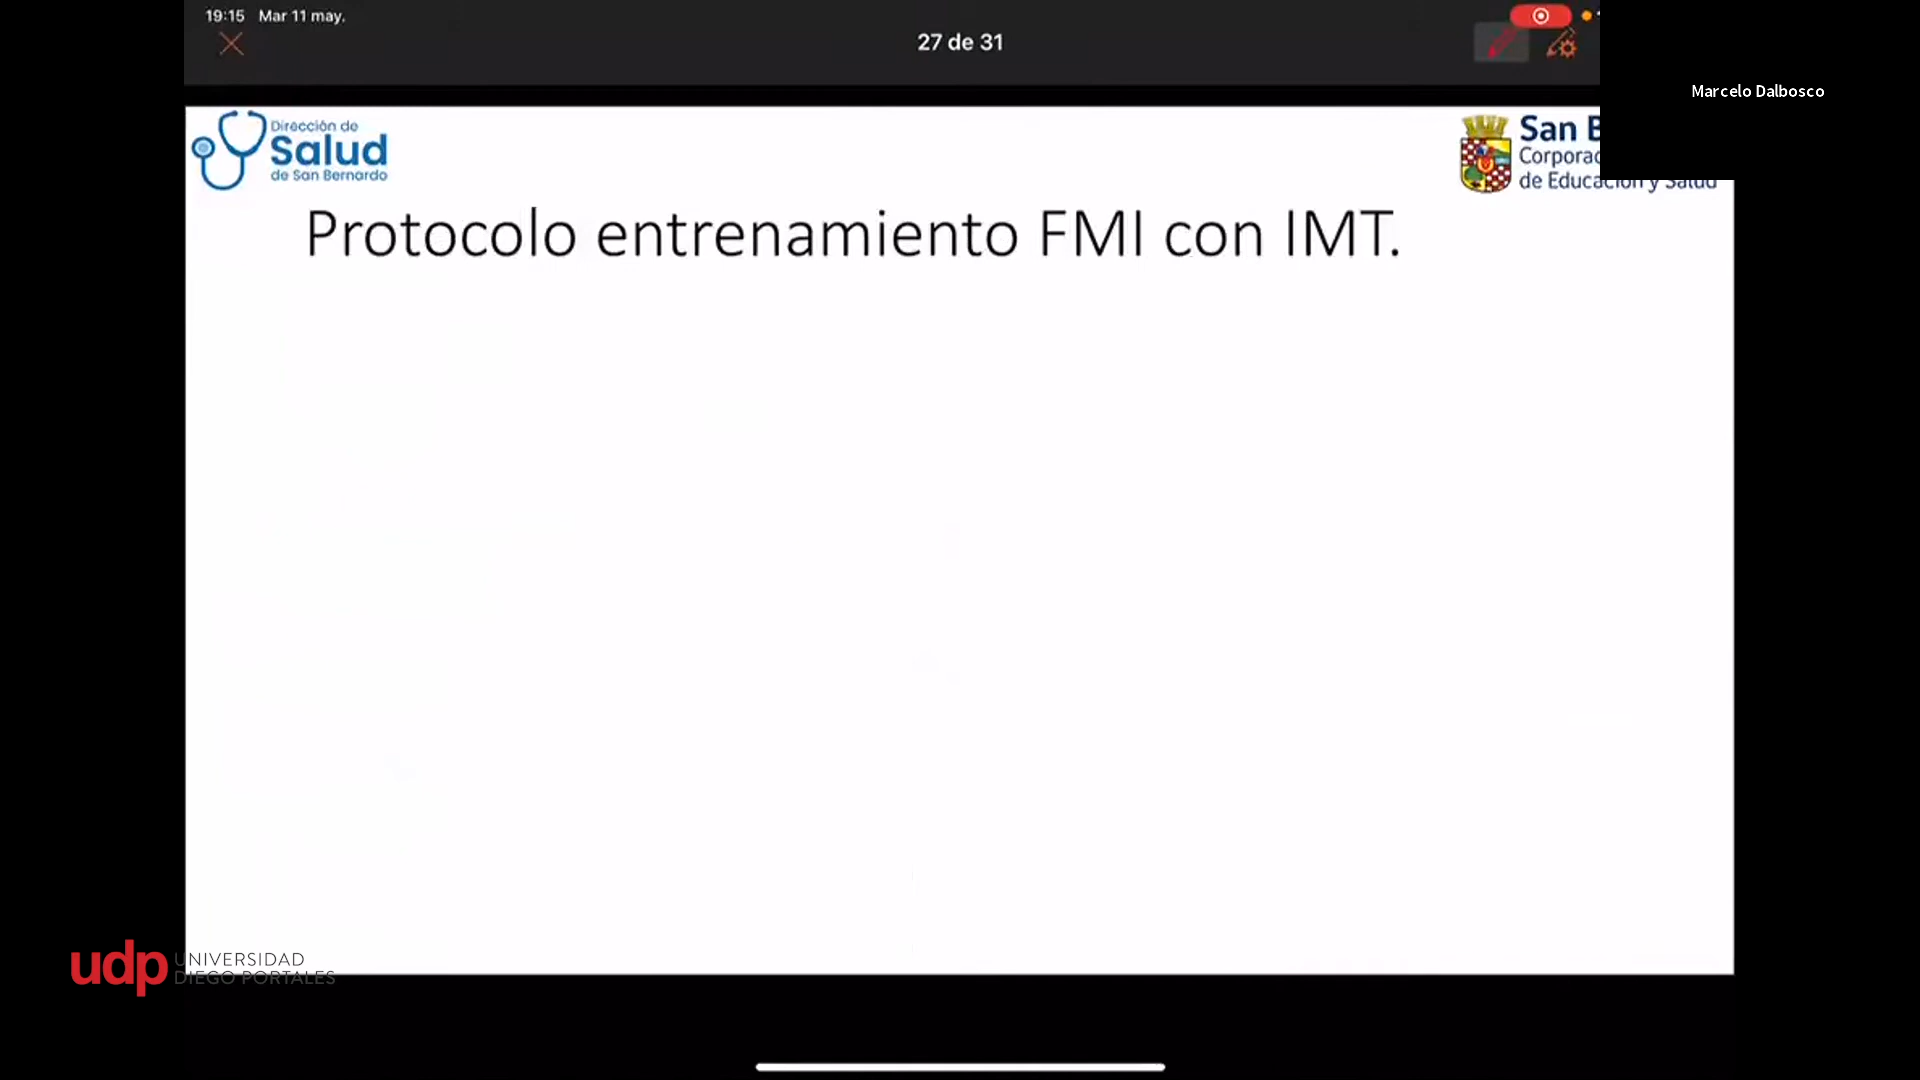 19:15 Mar 11 may.
27 de 31
Marcelo Dalbosco
Dirección de
Salud
de San Bernardo
San B
Corporac
de Educación y Salud
Protocolo entrenamiento FMI con IMT.
udp UNIVERSIDAD
DIEGO PORTALES